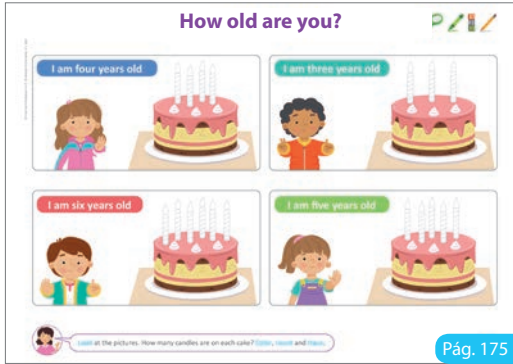 How old are you?
I am four years old
I am three years old
I am six years old
I am five years old
Look at the pictures. How many candles are on each cake? Color, count and trace.
Pág. 175